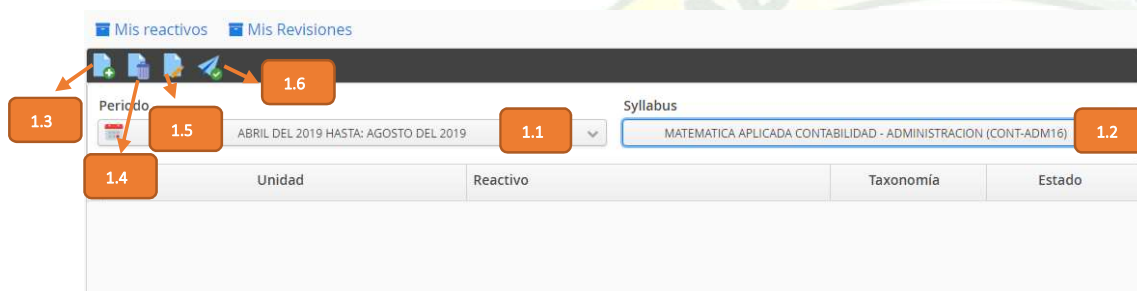 Mis reactivos Mis Revisiones
1.6
Periodo Syllabus
1.3
1.5 ABRIL DEL 2019 HASTA: AGOSTO DEL 2019 1.1 MATEMATICA APLICADA CONTABILIDAD - ADMINISTRACION (CONT-ADM16) 1.2
1.4 Unidad Reactivo Taxonomía Estado